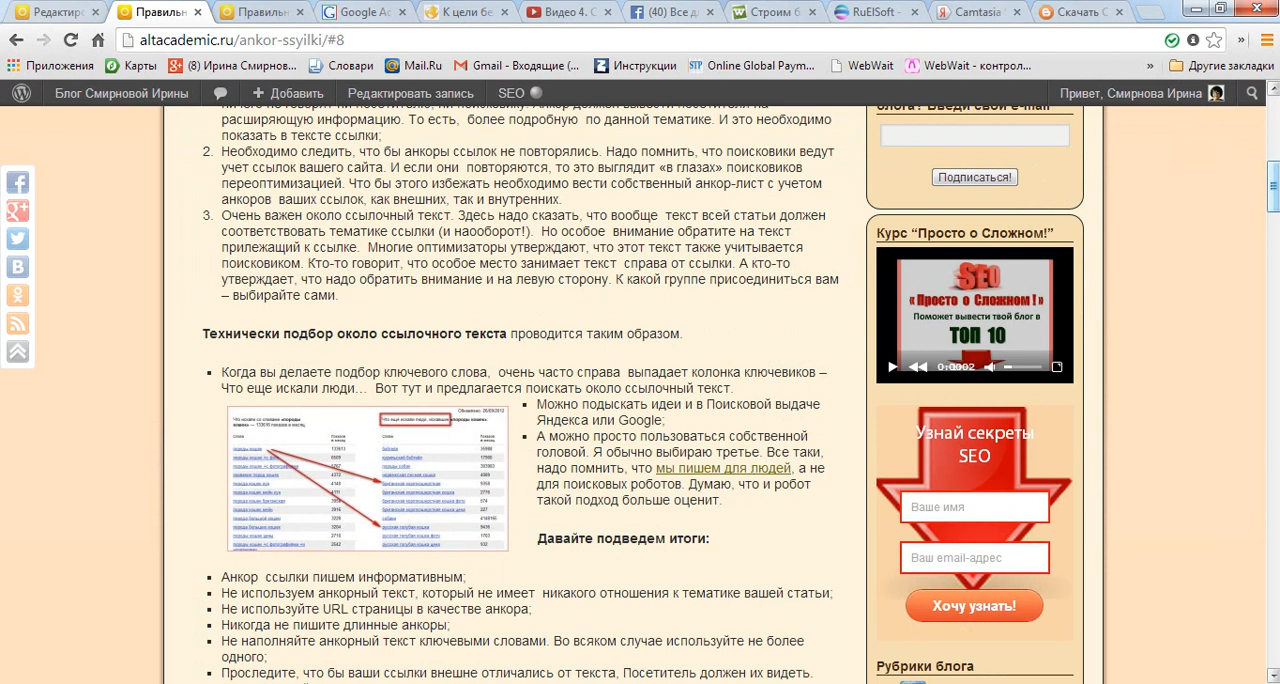 Редактир
Правильн
Правильн
Google Ac
К цели бе
Видео 4. С
(40) Все д
Строим б
RuElSoft -
Camtasia
Скачать С
altacademic.ru/ankor-ssyilki/#8
Приложения
Карты
(8) Ирина Смирнов...
Словари
Mail.Ru
Gmail - Входящие (...
Инструкции
Online Global Paym...
WebWait
WebWait - контрол...
»
Другие закладки
Блог Смирновой Ирины
Добавить
Редактировать запись
SEO
Привет, Смирнова Ирина
расширяющую информацию. То есть, более подробную по данной тематике. И это необходимо
показать в тексте ссылки;
2. Необходимо следить, что бы анкоры ссылок не повторялись. Надо помнить, что поисковики ведут
учет ссылок вашего сайта. И если они повторяются, то это выглядит «в глазах» поисковиков
переоптимизацией. Что бы этого избежать необходимо вести собственный анкор-лист с учетом
анкоров ваших ссылок, как внешних, так и внутренних.
3. Очень важен около ссылочный текст. Здесь надо сказать, что вообще текст всей статьи должен
соответствовать тематике ссылки (и наооборот!). Но особое внимание обратите на текст
прилежащий к ссылке. Многие оптимизаторы утверждают, что этот текст также учитывается
поисковиком. Кто-то говорит, что особое место занимает текст справа от ссылки. А кто-то
утверждает, что надо обратить внимание и на левую сторону. К какой группе присоединиться вам
– выбирайте сами.
Технически подбор около ссылочного текста проводится таким образом.
Когда вы делаете подбор ключевого слова, очень часто справа выпадает колонка ключевиков –
Что еще искали люди… Вот тут и предлагается поискать около ссылочный текст.
Можно подыскать идеи и в Поисковой выдаче
Яндекса или Google;
А можно просто пользоваться собственной
головой. Я обычно выбираю третье. Все таки,
надо помнить, что мы пишем для людей, а не
для поисковых роботов. Думаю, что и робот
такой подход больше оценит.
Давайте подведем итоги:
Анкор ссылки пишем информативным;
Не используем анкорный текст, который не имеет никакого отношения к тематике вашей статьи;
Не используйте URL страницы в качестве анкора;
Никогда не пишите длинные анкоры;
Не наполняйте анкорный текст ключевыми словами. Во всяком случае используйте не более
одного;
Проследите, что бы ваши ссылки внешне отличались от текста, Посетитель должен их видеть.
блога? Введи свой e-mail
Подписаться!
Курс “Просто о Сложном!”
SEO
« Просто о Сложном ! »
Поможет вывести твой блог в
ТОП 10
Узнай секреты
SEO
Ваше имя
Ваш email-адрес
Хочу узнать!
Рубрики блога